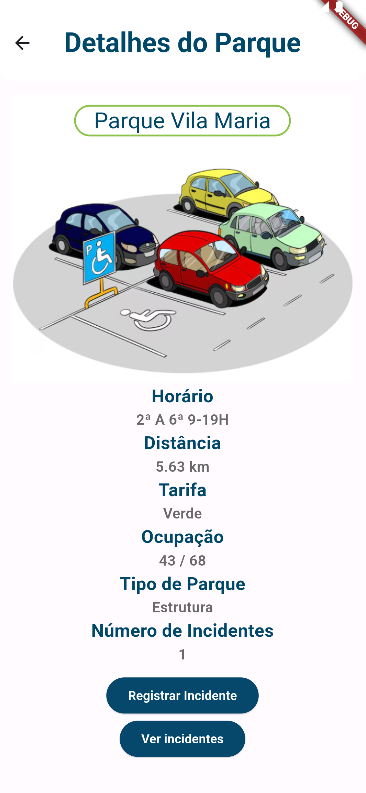 DEBUG
Detalhes do Parque
Parque Vila Maria
P
Horário
2ª A 6ª 9-19H
Distância
5.63 km
Tarifa
Verde
Ocupação
43 / 68
Tipo de Parque
Estrutura
Número de Incidentes
1
Registrar Incidente
Ver incidentes